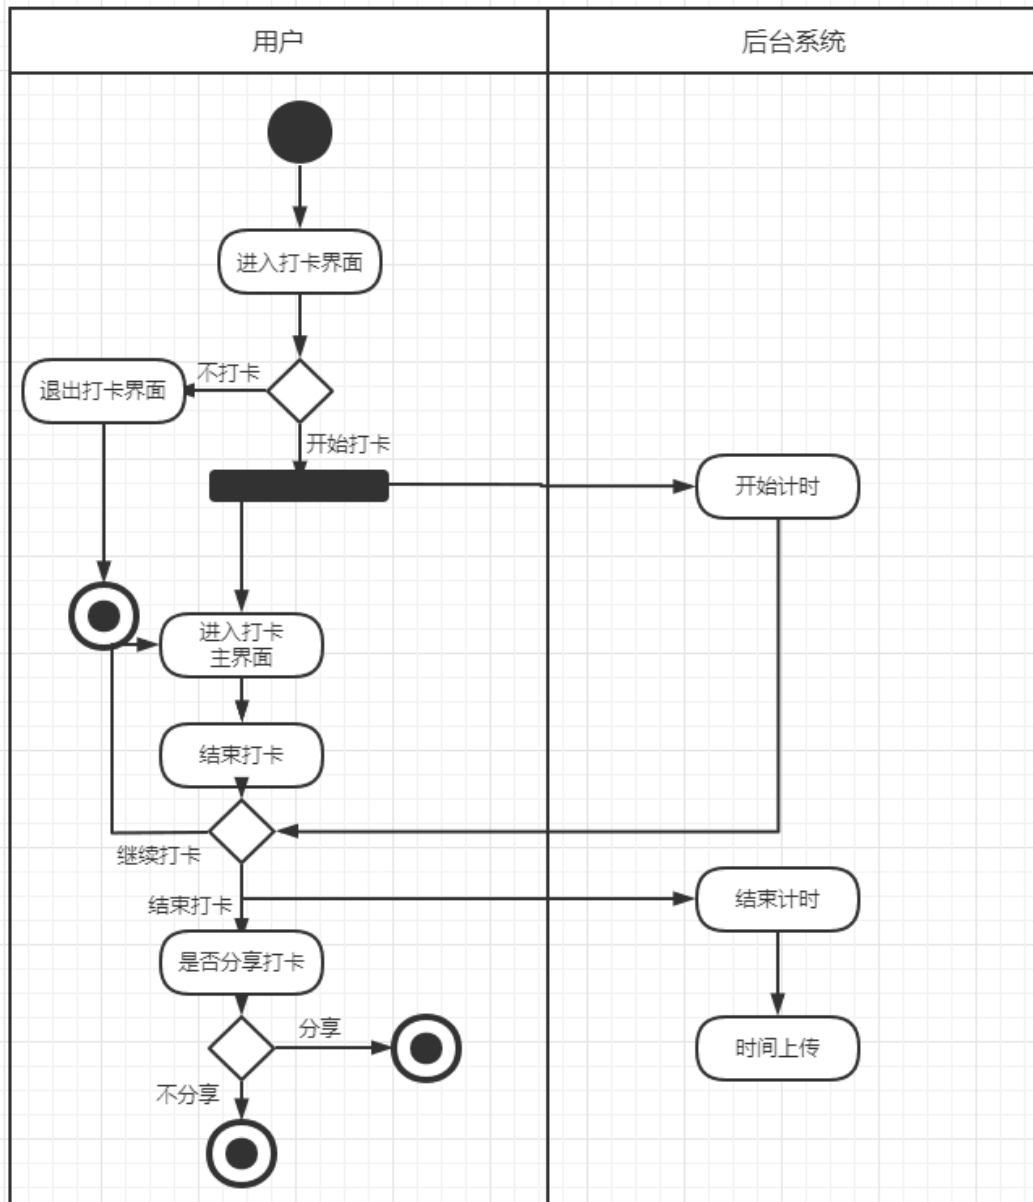 用户
后台系统
进入打卡界面
不打卡
退出打卡界面
开始打卡
开始计时
进入打卡
主界面
结束打卡
继续打卡
结束打卡
结束计时
是否分享打卡
分享
时间上传
不分享